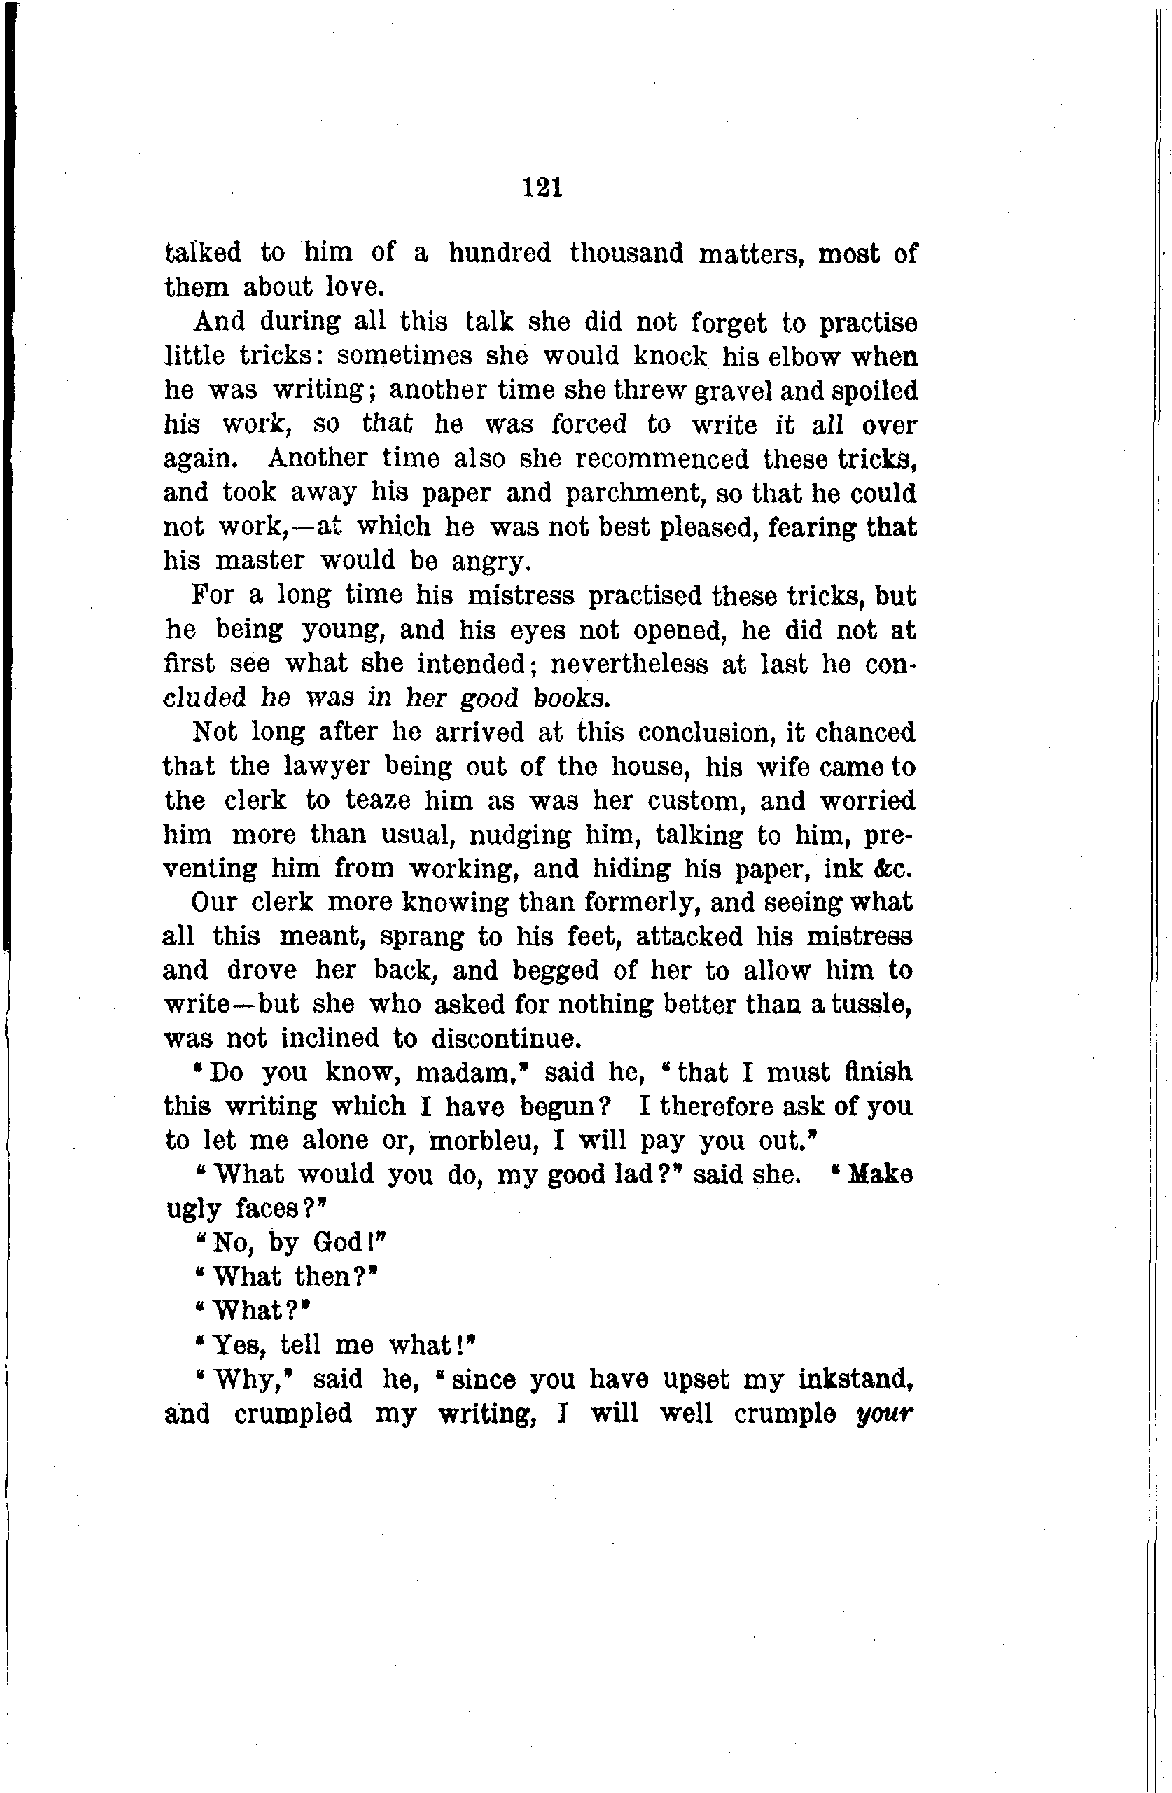 121
talked to him of a hundred thousand matters, most of
them about love.
And during all this talk she did not forget to practise
little tricks: sometimes she would knock his elbow when
he was writing; another time she threw gravel and spoiled
his work, so that he was forced to write it all over
again. Another time also she recommenced these tricks,
and took away his paper and parchment, so that he could
not work,—at which he was not best pleased, fearing that
his master would be angry.
For a long time his mistress practised these tricks, but
he being young, and his eyes not opened, he did not at
first see what she intended; nevertheless at last he con-
cluded he was in her good books.
Not long after he arrived at this conclusion, it chanced
that the lawyer being out of the house, his wife came to
the clerk to teaze him as was her custom, and worried
him more than usual, nudging him, talking to him, pre-
venting him from working, and hiding his paper, ink &c.
Our clerk more knowing than formerly, and seeing what
all this meant, sprang to his feet, attacked his mistress
and drove her back, and begged of her to allow him to
write—but she who asked for nothing better than a tussle,
was not inclined to discontinue.
"Do you know, madam," said he, "that I must finish
this writing which I have begun? I therefore ask of you
to let me alone or, morbleu, I will pay you out."
"What would you do, my good lad?" said she. "Make
ugly faces?"
"No, by God!"
"What then?"
"What?"
"Yes, tell me what!"
"Why," said he, "since you have upset my inkstand,
and crumpled my writing, I will well crumple your